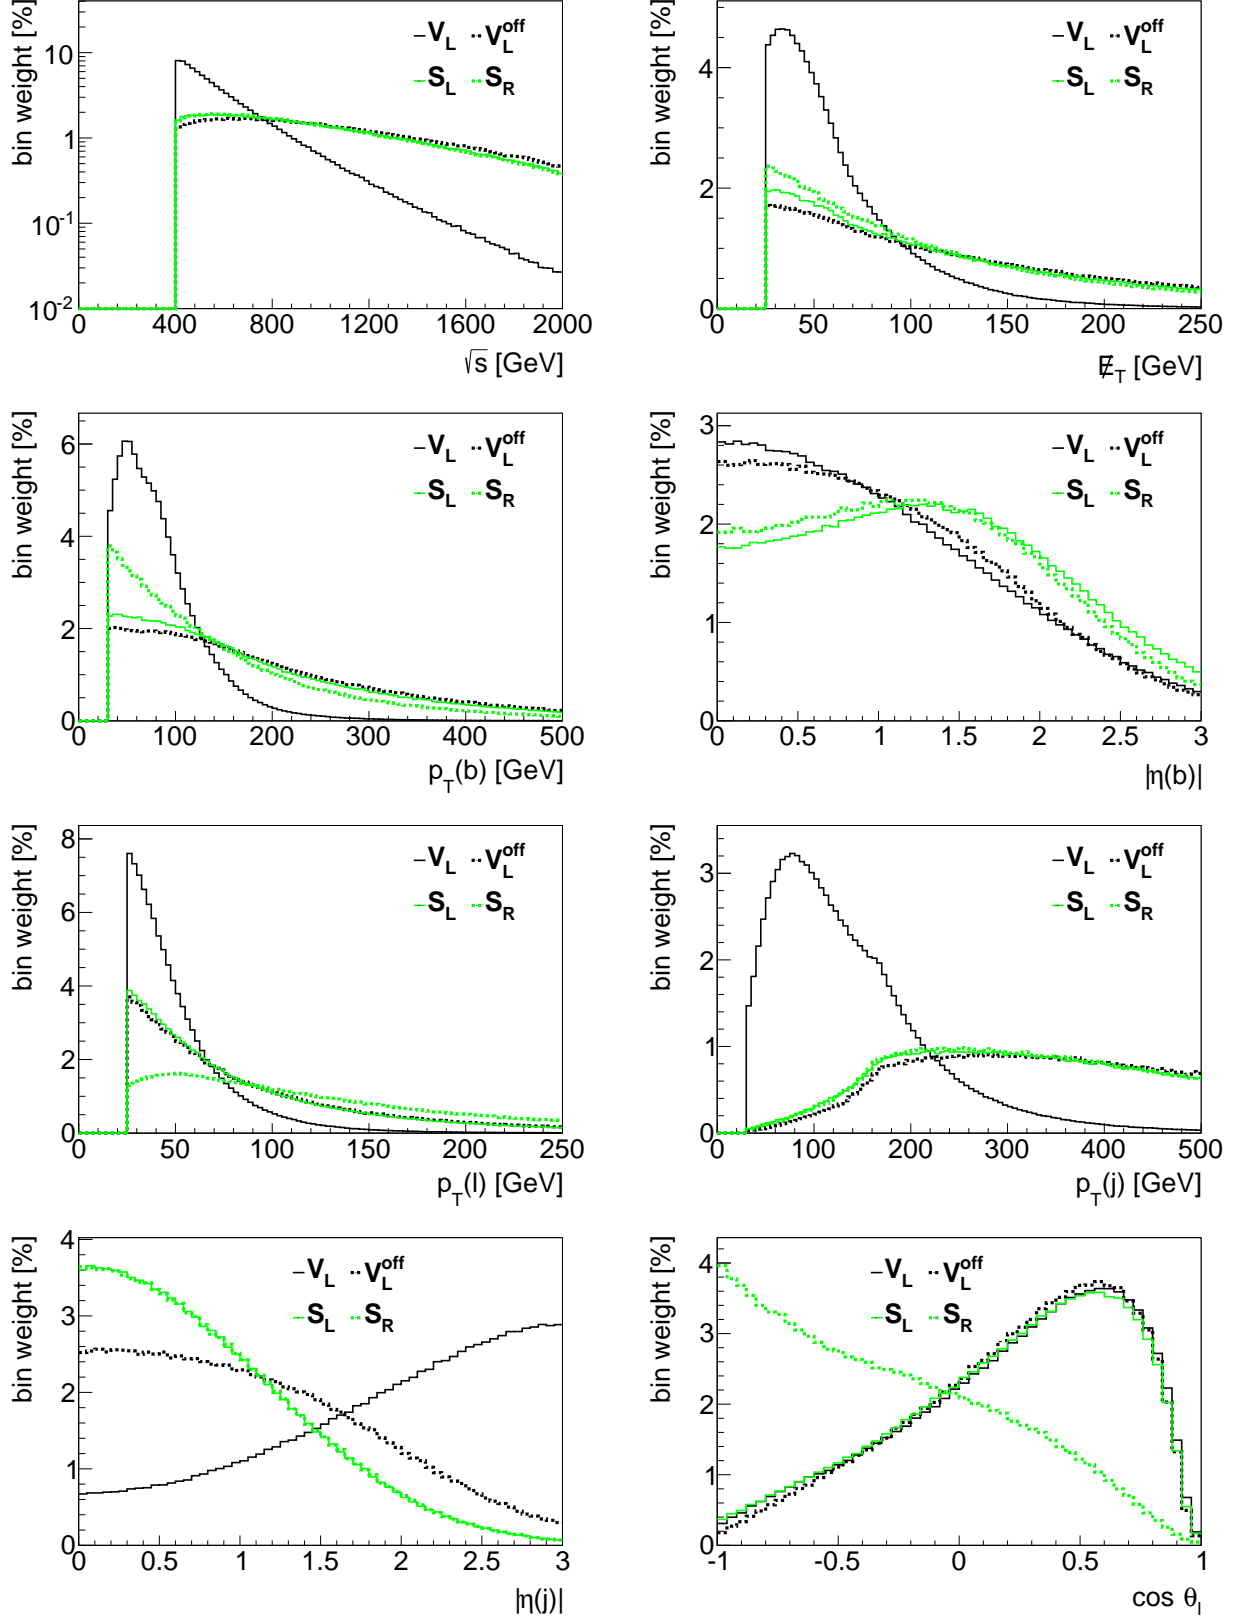 bin weight [%]
10
1
10^-1
10^-2
V_L V_L^off
S_L S_R
0 400 800 1200 1600 2000
√s [GeV]
bin weight [%]
4
2
0
V_L V_L^off
S_L S_R
0 50 100 150 200 250
E̸_T [GeV]
bin weight [%]
6
4
2
0
V_L V_L^off
S_L S_R
0 100 200 300 400 500
p_T(b) [GeV]
bin weight [%]
3
2
1
0
V_L V_L^off
S_L S_R
0 0.5 1 1.5 2 2.5 3
|η(b)|
bin weight [%]
8
6
4
2
0
V_L V_L^off
S_L S_R
0 50 100 150 200 250
p_T(l) [GeV]
bin weight [%]
3
2
1
0
V_L V_L^off
S_L S_R
0 100 200 300 400 500
p_T(j) [GeV]
bin weight [%]
4
3
2
1
0
V_L V_L^off
S_L S_R
0 0.5 1 1.5 2 2.5 3
|η(j)|
bin weight [%]
4
3
2
1
0
V_L V_L^off
S_L S_R
-1 -0.5 0 0.5 1
cos θ_l